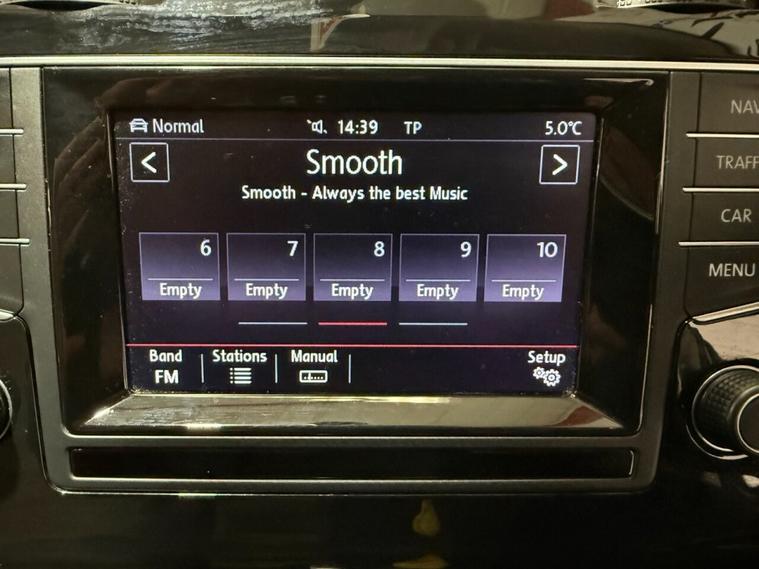 Normal 14:39 TP 5.0°C
Smooth
Smooth - Always the best Music
6 7 8 9 10
Empty Empty Empty Empty Empty
Band Stations Manual Setup
FM
NAV
TRAFF
CAR
MENU